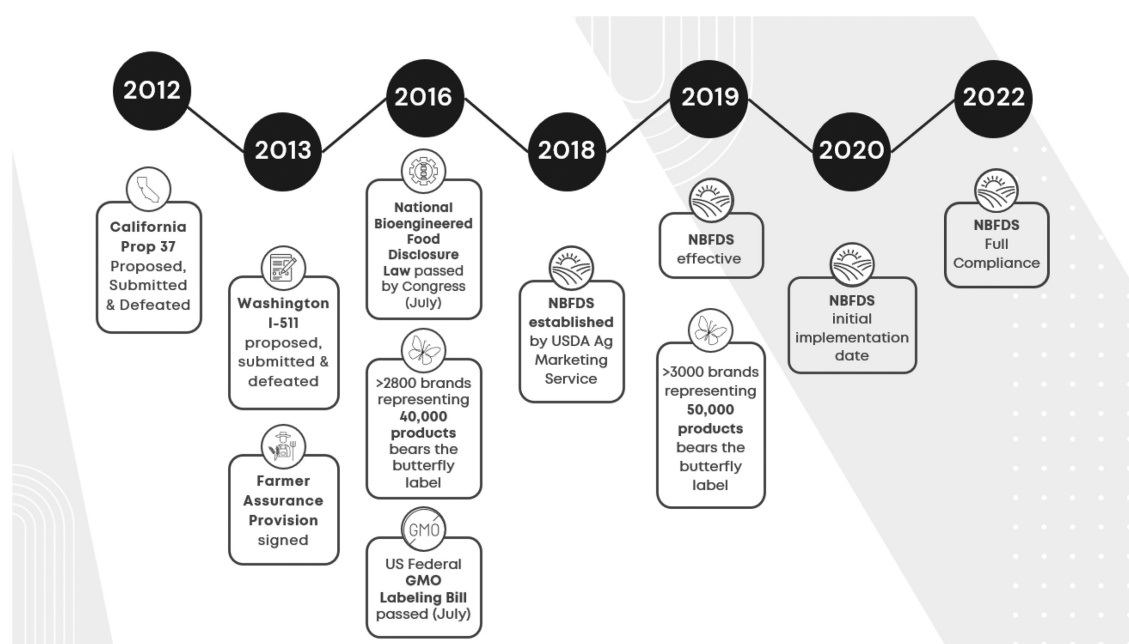 2012
2013
2016
2018
2019
2020
2022
California
Prop 37
Proposed,
Submitted
& Defeated
Washington
I-511
proposed,
submitted &
defeated
Farmer
Assurance
Provision
signed
National
Bioengineered
Food
Disclosure
Law passed
by Congress
(July)
>2800 brands
representing
40,000
products
bears the
butterfly
label
GMO
US Federal
GMO
Labeling Bill
passed (July)
NBFDS
established
by USDA Ag
Marketing
Service
NBFDS
effective
>3000 brands
representing
50,000
products
bears the
butterfly
label
NBFDS
initial
implementation
date
NBFDS
Full
Compliance